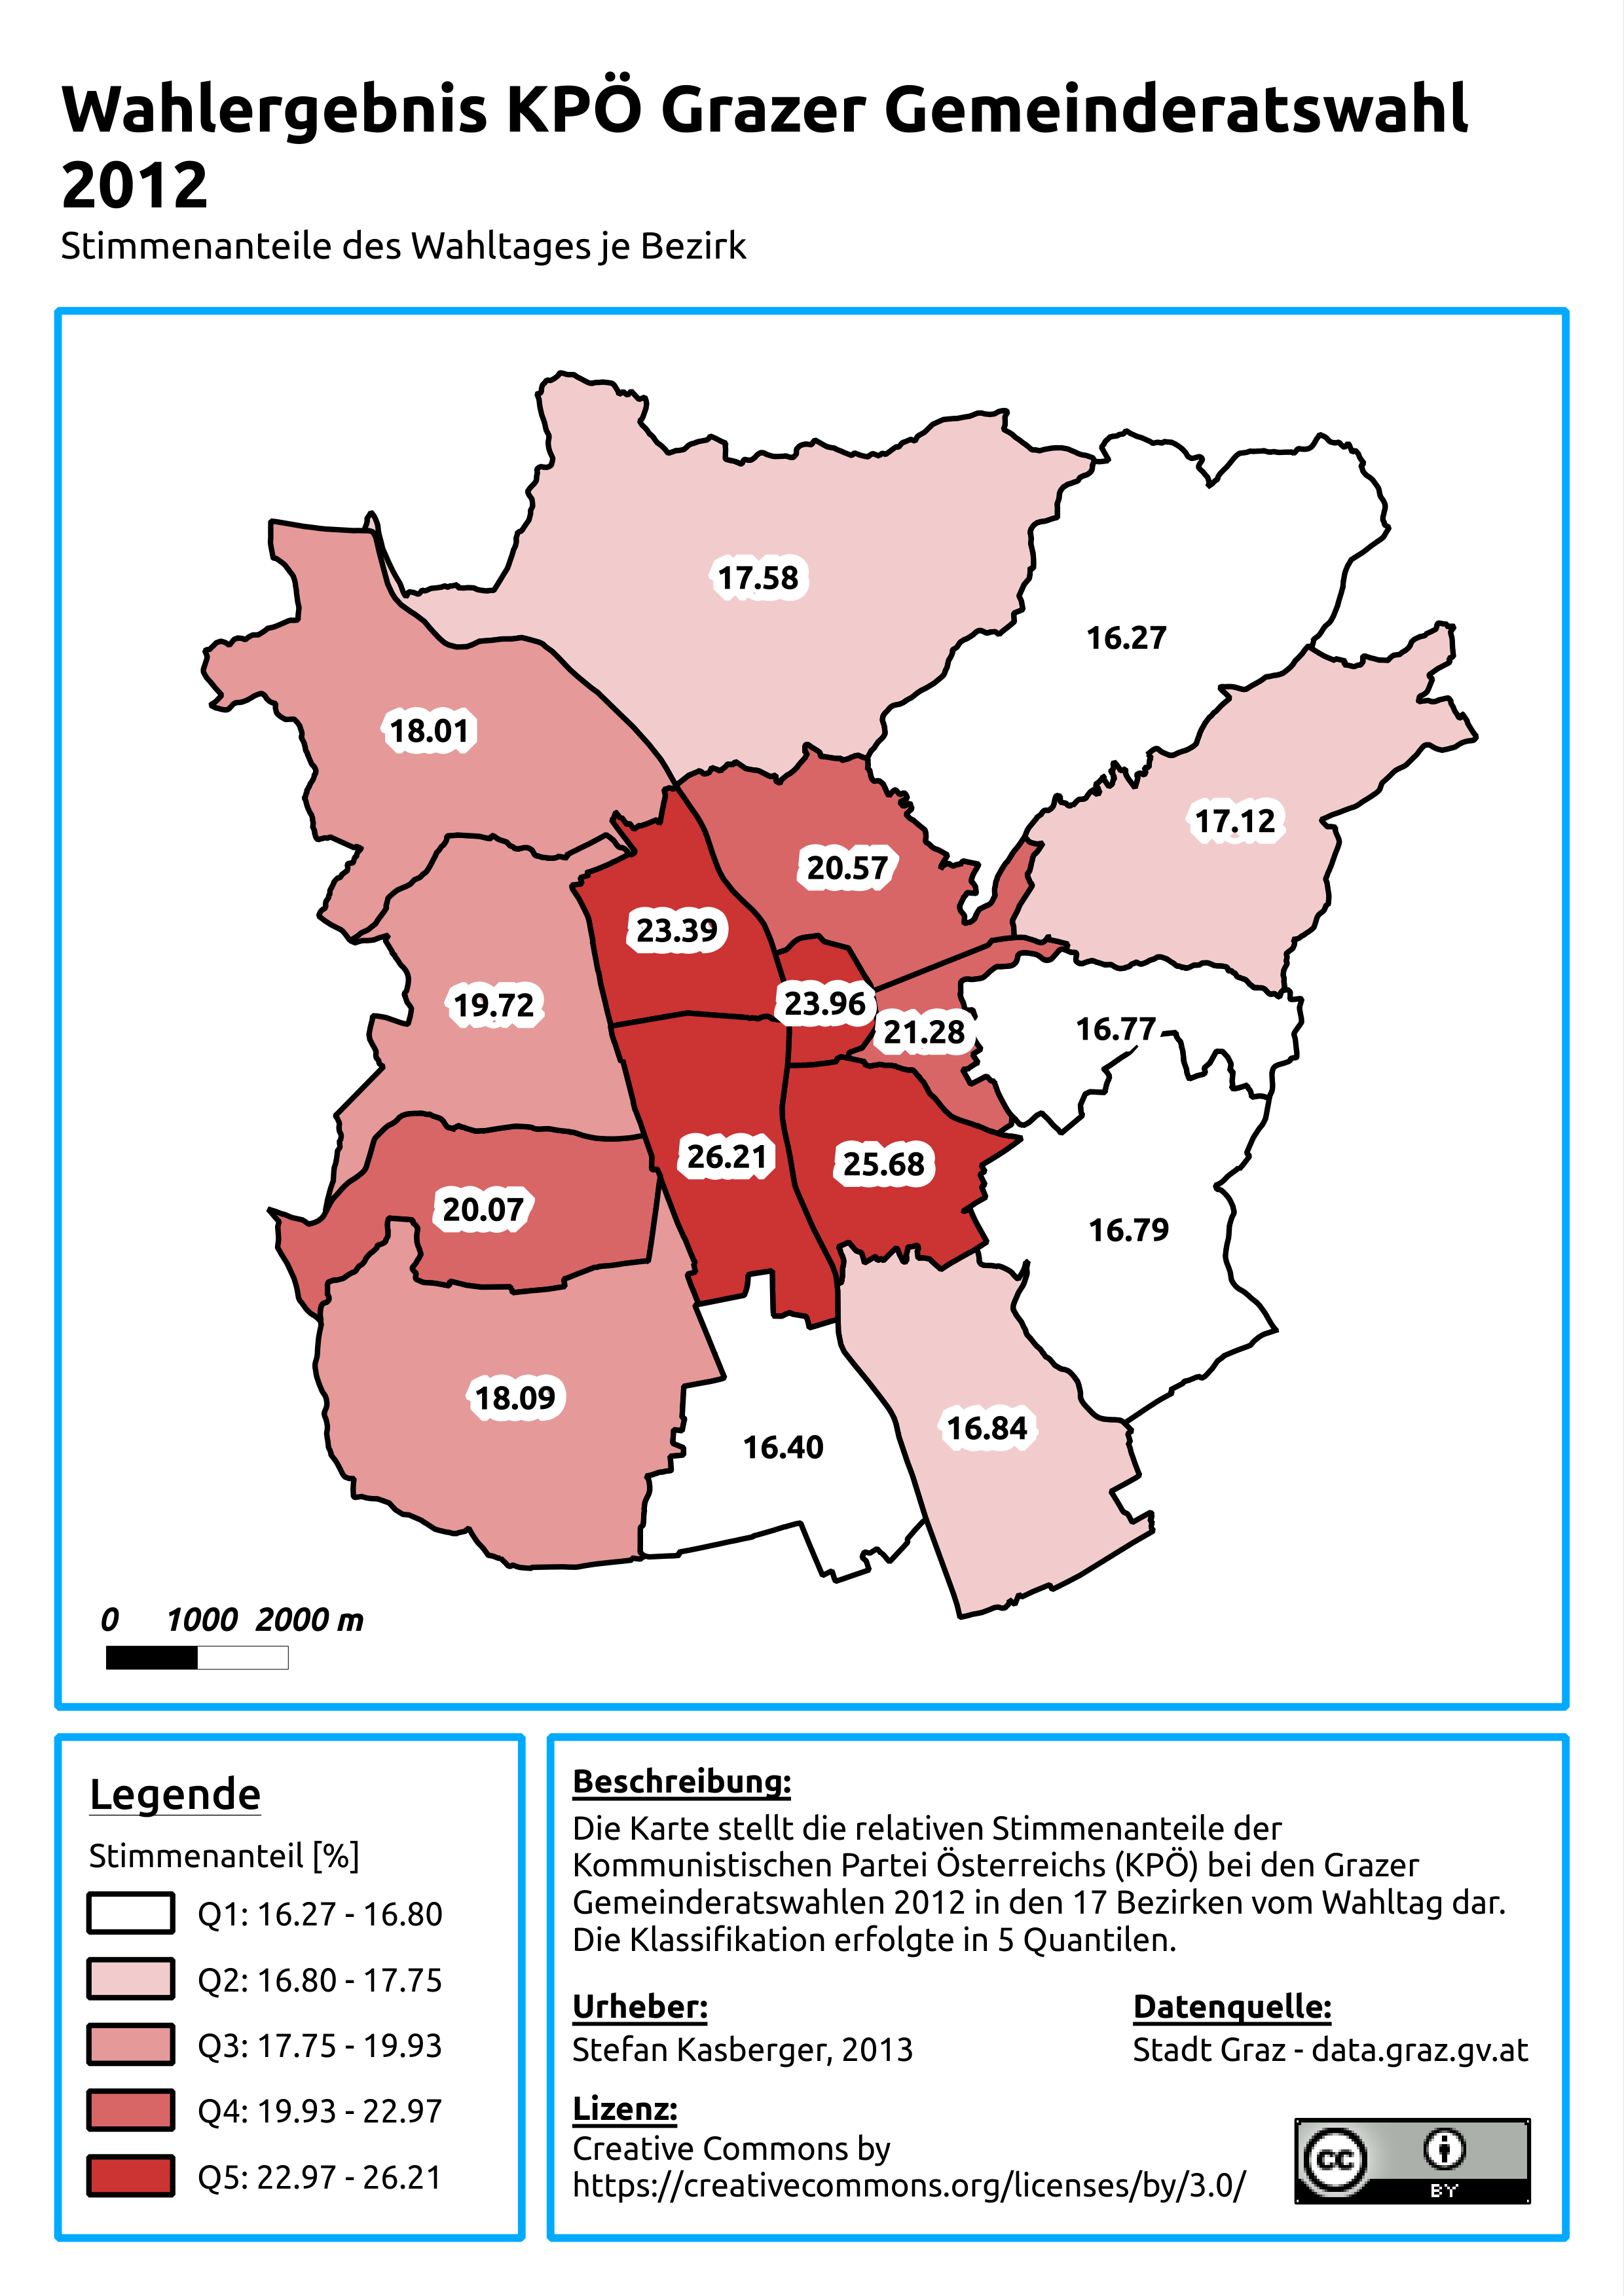 Wahlergebnis KPÖ Grazer Gemeinderatswahl
2012
Stimmenanteile des Wahltages je Bezirk
17.58
16.27
18.01
17.12
20.57
23.39
23.96
19.72
21.28
16.77
26.21
25.68
20.07
16.79
18.09
16.84
16.40
0 1000 2000 m
Legende
Stimmenanteil [%]
Q1: 16.27 - 16.80
Q2: 16.80 - 17.75
Q3: 17.75 - 19.93
Q4: 19.93 - 22.97
Q5: 22.97 - 26.21
Beschreibung:
Die Karte stellt die relativen Stimmenanteile der
Kommunistischen Partei Österreichs (KPÖ) bei den Grazer
Gemeinderatswahlen 2012 in den 17 Bezirken vom Wahltag dar.
Die Klassifikation erfolgte in 5 Quantilen.
Urheber:
Stefan Kasberger, 2013
Datenquelle:
Stadt Graz - data.graz.gv.at
Lizenz:
Creative Commons by
https://creativecommons.org/licenses/by/3.0/
cc
BY